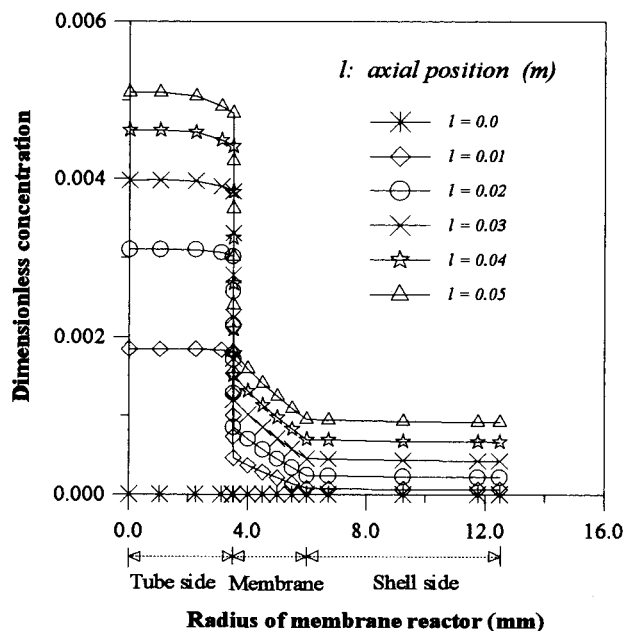 0.006
0.004
0.002
0.000
Dimensionless concentration
l: axial position (m)
l = 0.0
l = 0.01
l = 0.02
l = 0.03
l = 0.04
l = 0.05
0.0 4.0 8.0 12.0 16.0
Tube side Membrane Shell side
Radius of membrane reactor (mm)